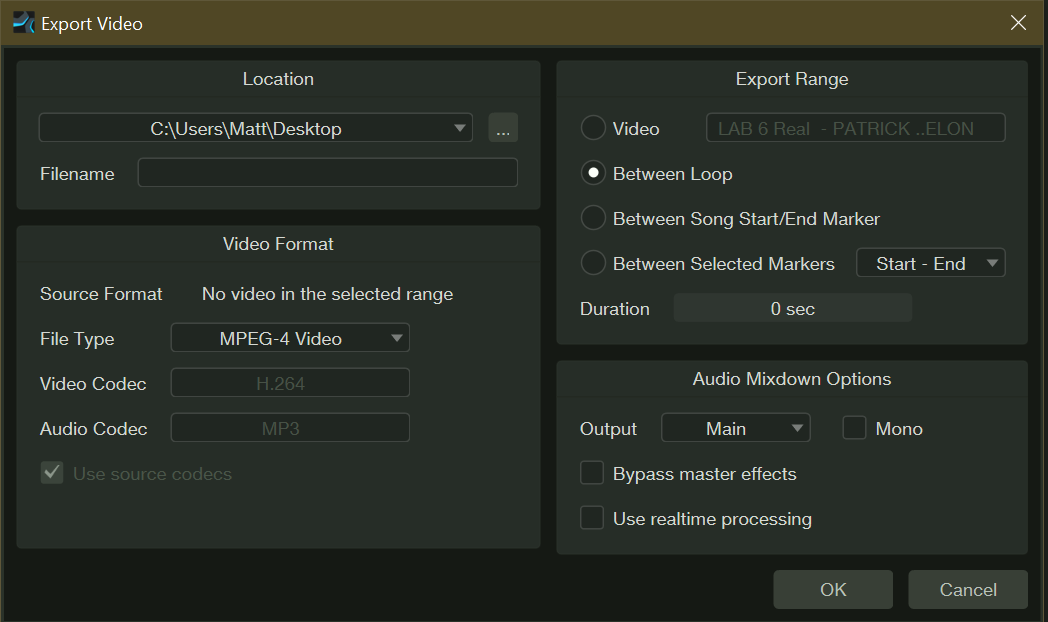 Export Video
Location
C:\Users\Matt\Desktop
...
Filename
Video Format
Source Format No video in the selected range
File Type MPEG-4 Video
Video Codec H.264
Audio Codec MP3
Use source codecs
Export Range
Video LAB 6 Real - PATRICK ..ELON
Between Loop
Between Song Start/End Marker
Between Selected Markers Start - End
Duration 0 sec
Audio Mixdown Options
Output Main Mono
Bypass master effects
Use realtime processing
OK Cancel